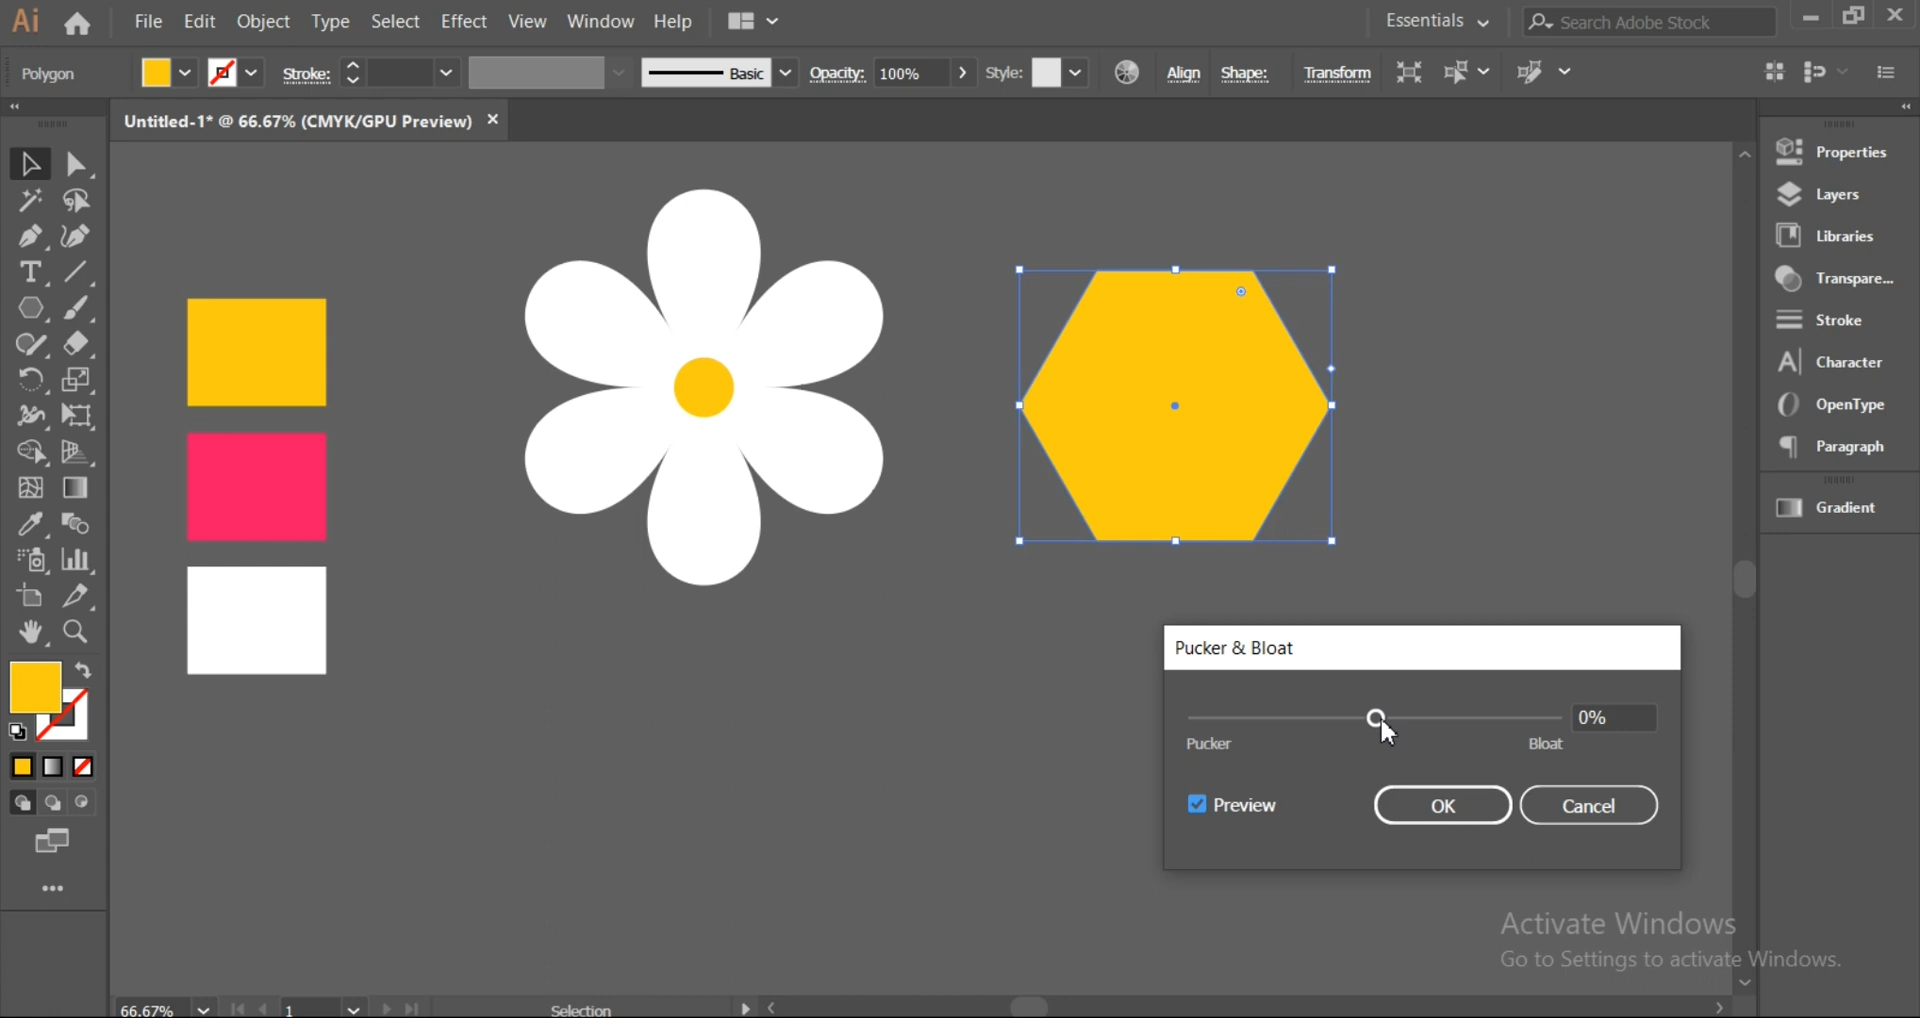 Ai File Edit Object Type Select Effect View Window Help Essentials Search Adobe Stock
Polygon Stroke: Basic Opacity: 100% Style: Align Shape: Transform
Untitled-1* @ 66.67% (CMYK/GPU Preview)
Properties
Layers
Libraries
Transpare...
Stroke
Character
OpenType
Paragraph
Gradient
Pucker & Bloat
0%
Pucker Bloat
Preview OK Cancel
Activate Windows
Go to Settings to activate Windows.
66.67% 1 Selection